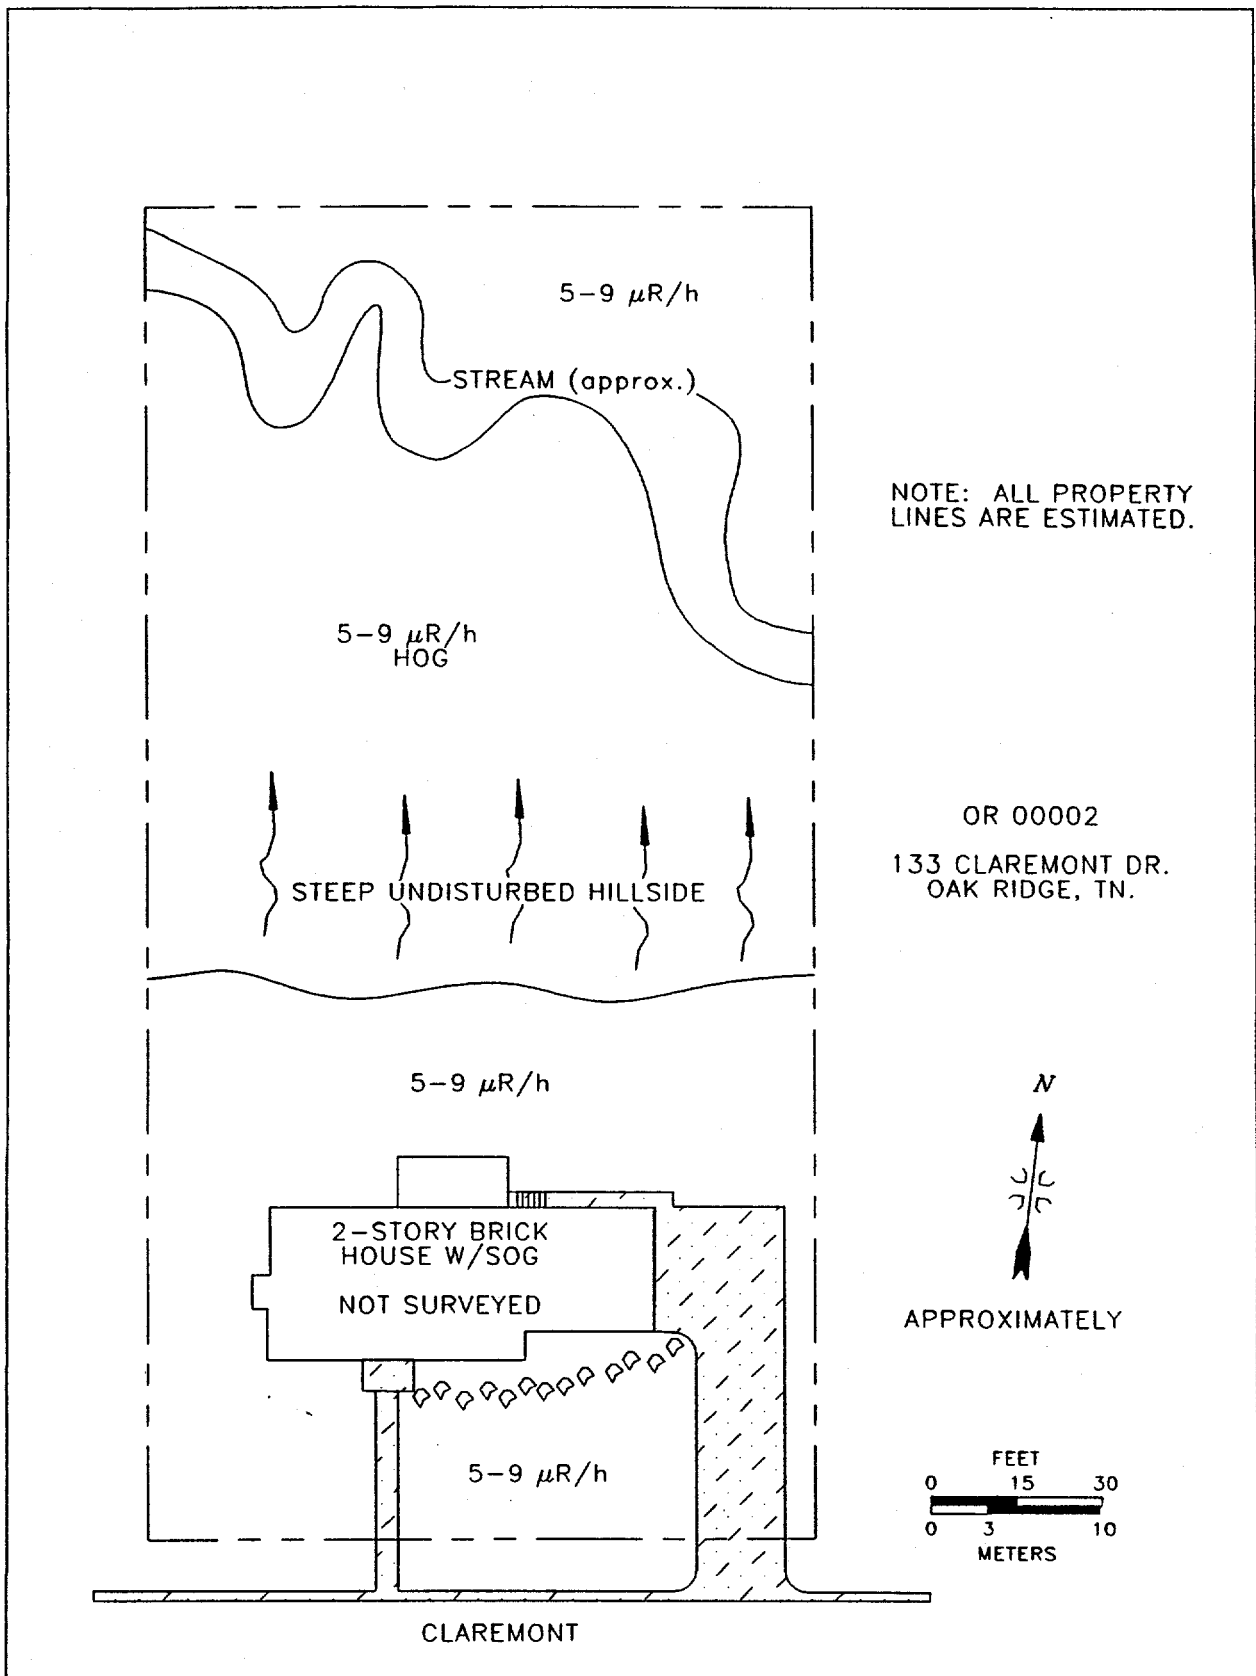 5-9 μR/h
STREAM (approx.)
NOTE: ALL PROPERTY
LINES ARE ESTIMATED.
5-9 μR/h
HOG
OR 00002
133 CLAREMONT DR.
OAK RIDGE, TN.
STEEP UNDISTURBED HILLSIDE
5-9 μR/h
N
2-STORY BRICK
HOUSE W/SOG
NOT SURVEYED
APPROXIMATELY
5-9 μR/h
FEET
0 15 30
0 3 10
METERS
CLAREMONT